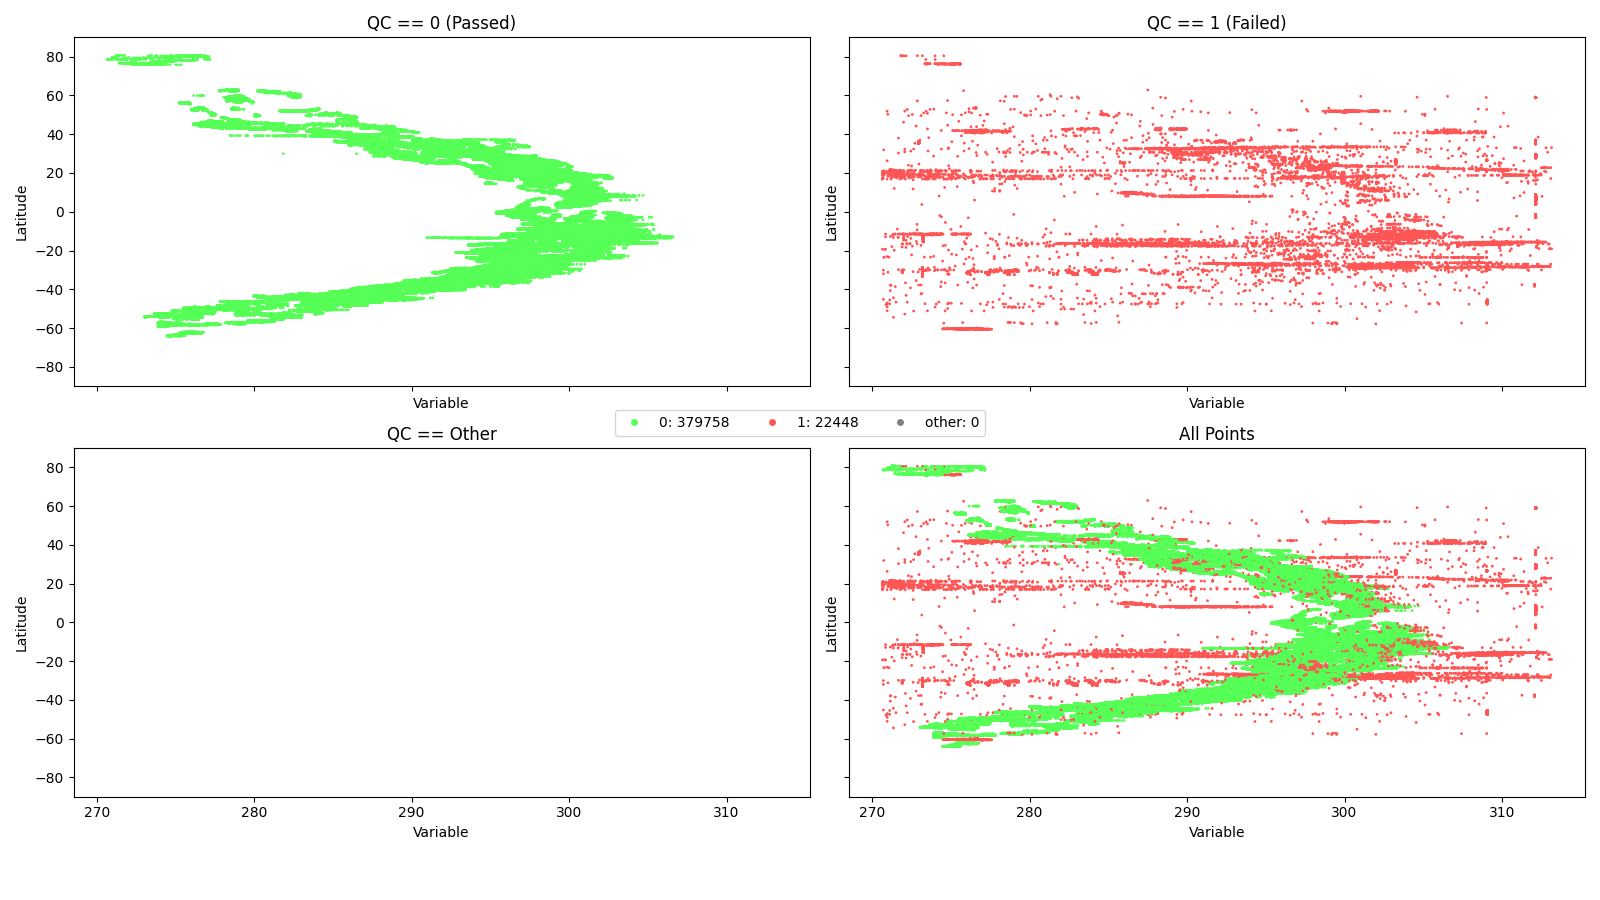 QC == 0 (Passed)
QC == 1 (Failed)
80
60
40
20
0
−20
−40
−60
−80
Latitude
Latitude
Variable
Variable
0: 379758 1: 22448 other: 0
QC == Other
All Points
80
60
40
20
0
−20
−40
−60
−80
Latitude
Latitude
270 280 290 300 310
270 280 290 300 310
Variable
Variable